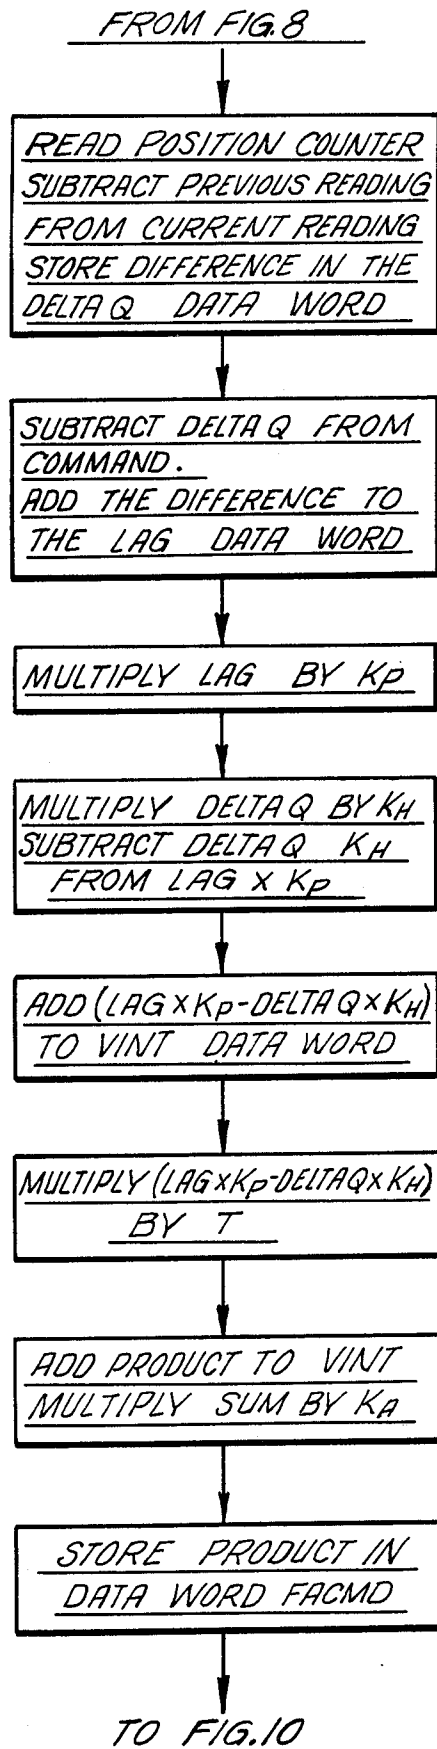 FROM FIG.8
READ POSITION COUNTER
SUBTRACT PREVIOUS READING
FROM CURRENT READING
STORE DIFFERENCE IN THE
DELTA Q DATA WORD
SUBTRACT DELTA Q FROM
COMMAND.
ADD THE DIFFERENCE TO
THE LAG DATA WORD
MULTIPLY LAG BY KP
MULTIPLY DELTA Q BY KH
SUBTRACT DELTA Q KH
FROM LAG X KP
ADD (LAG X KP-DELTA Q X KH)
TO VINT DATA WORD
MULTIPLY (LAG X KP-DELTA Q X KH)
BY T
ADD PRODUCT TO VINT
MULTIPLY SUM BY KA
STORE PRODUCT IN
DATA WORD FACMD
TO FIG.10